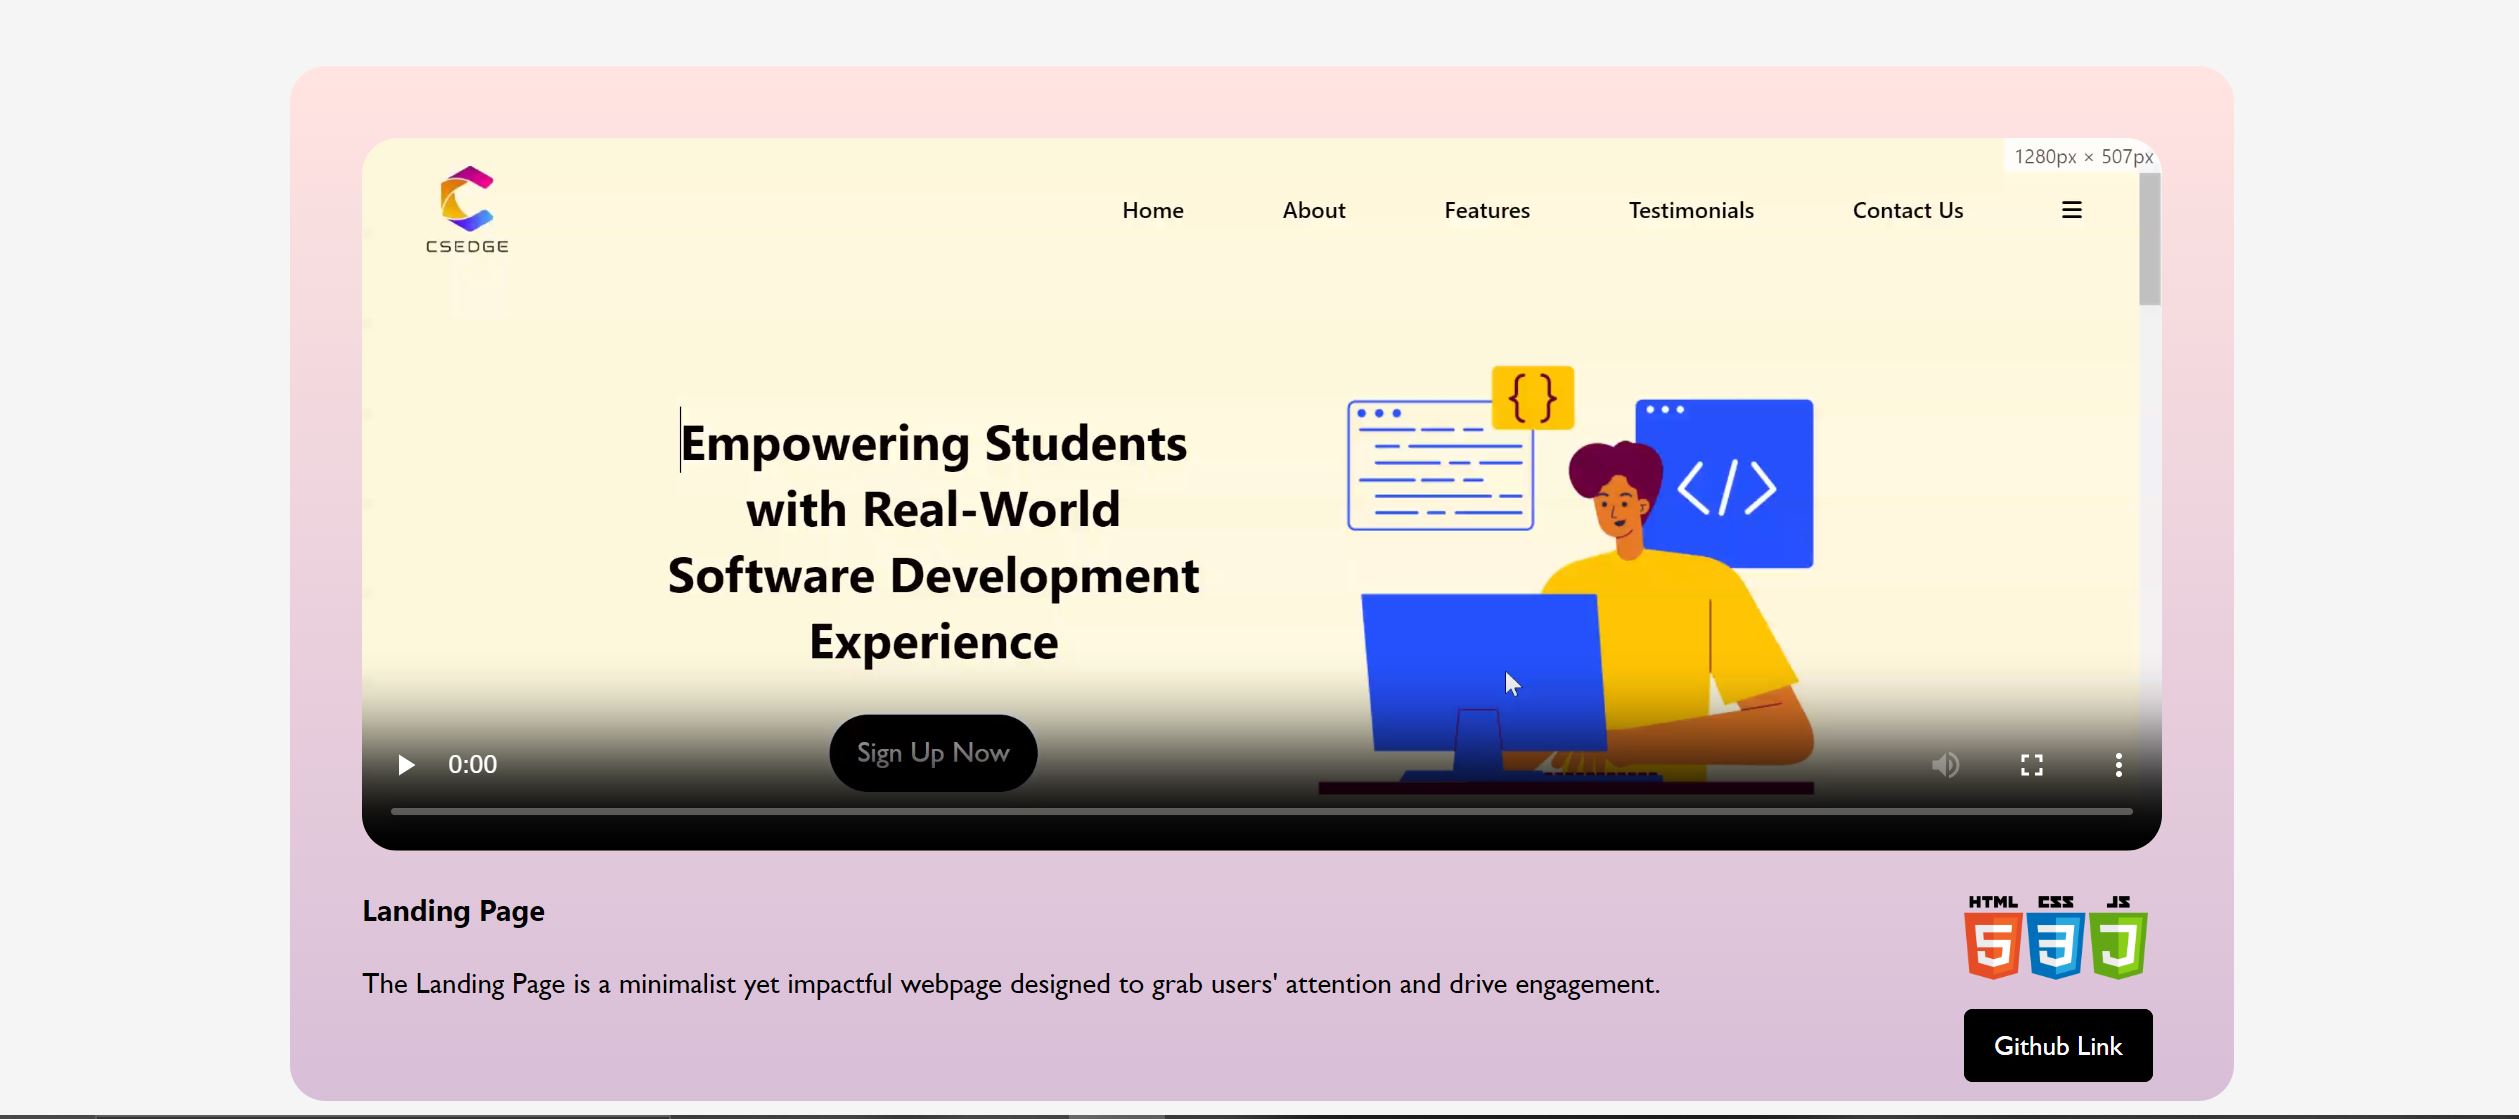 1280px × 507px
CSEDGE
Home About Features Testimonials Contact Us
{ }
Empowering Students
with Real-World
Software Development
Experience
</>
Sign Up Now
0:00
Landing Page
The Landing Page is a minimalist yet impactful webpage designed to grab users' attention and drive engagement.
HTML CSS JS
5 3 J
Github Link